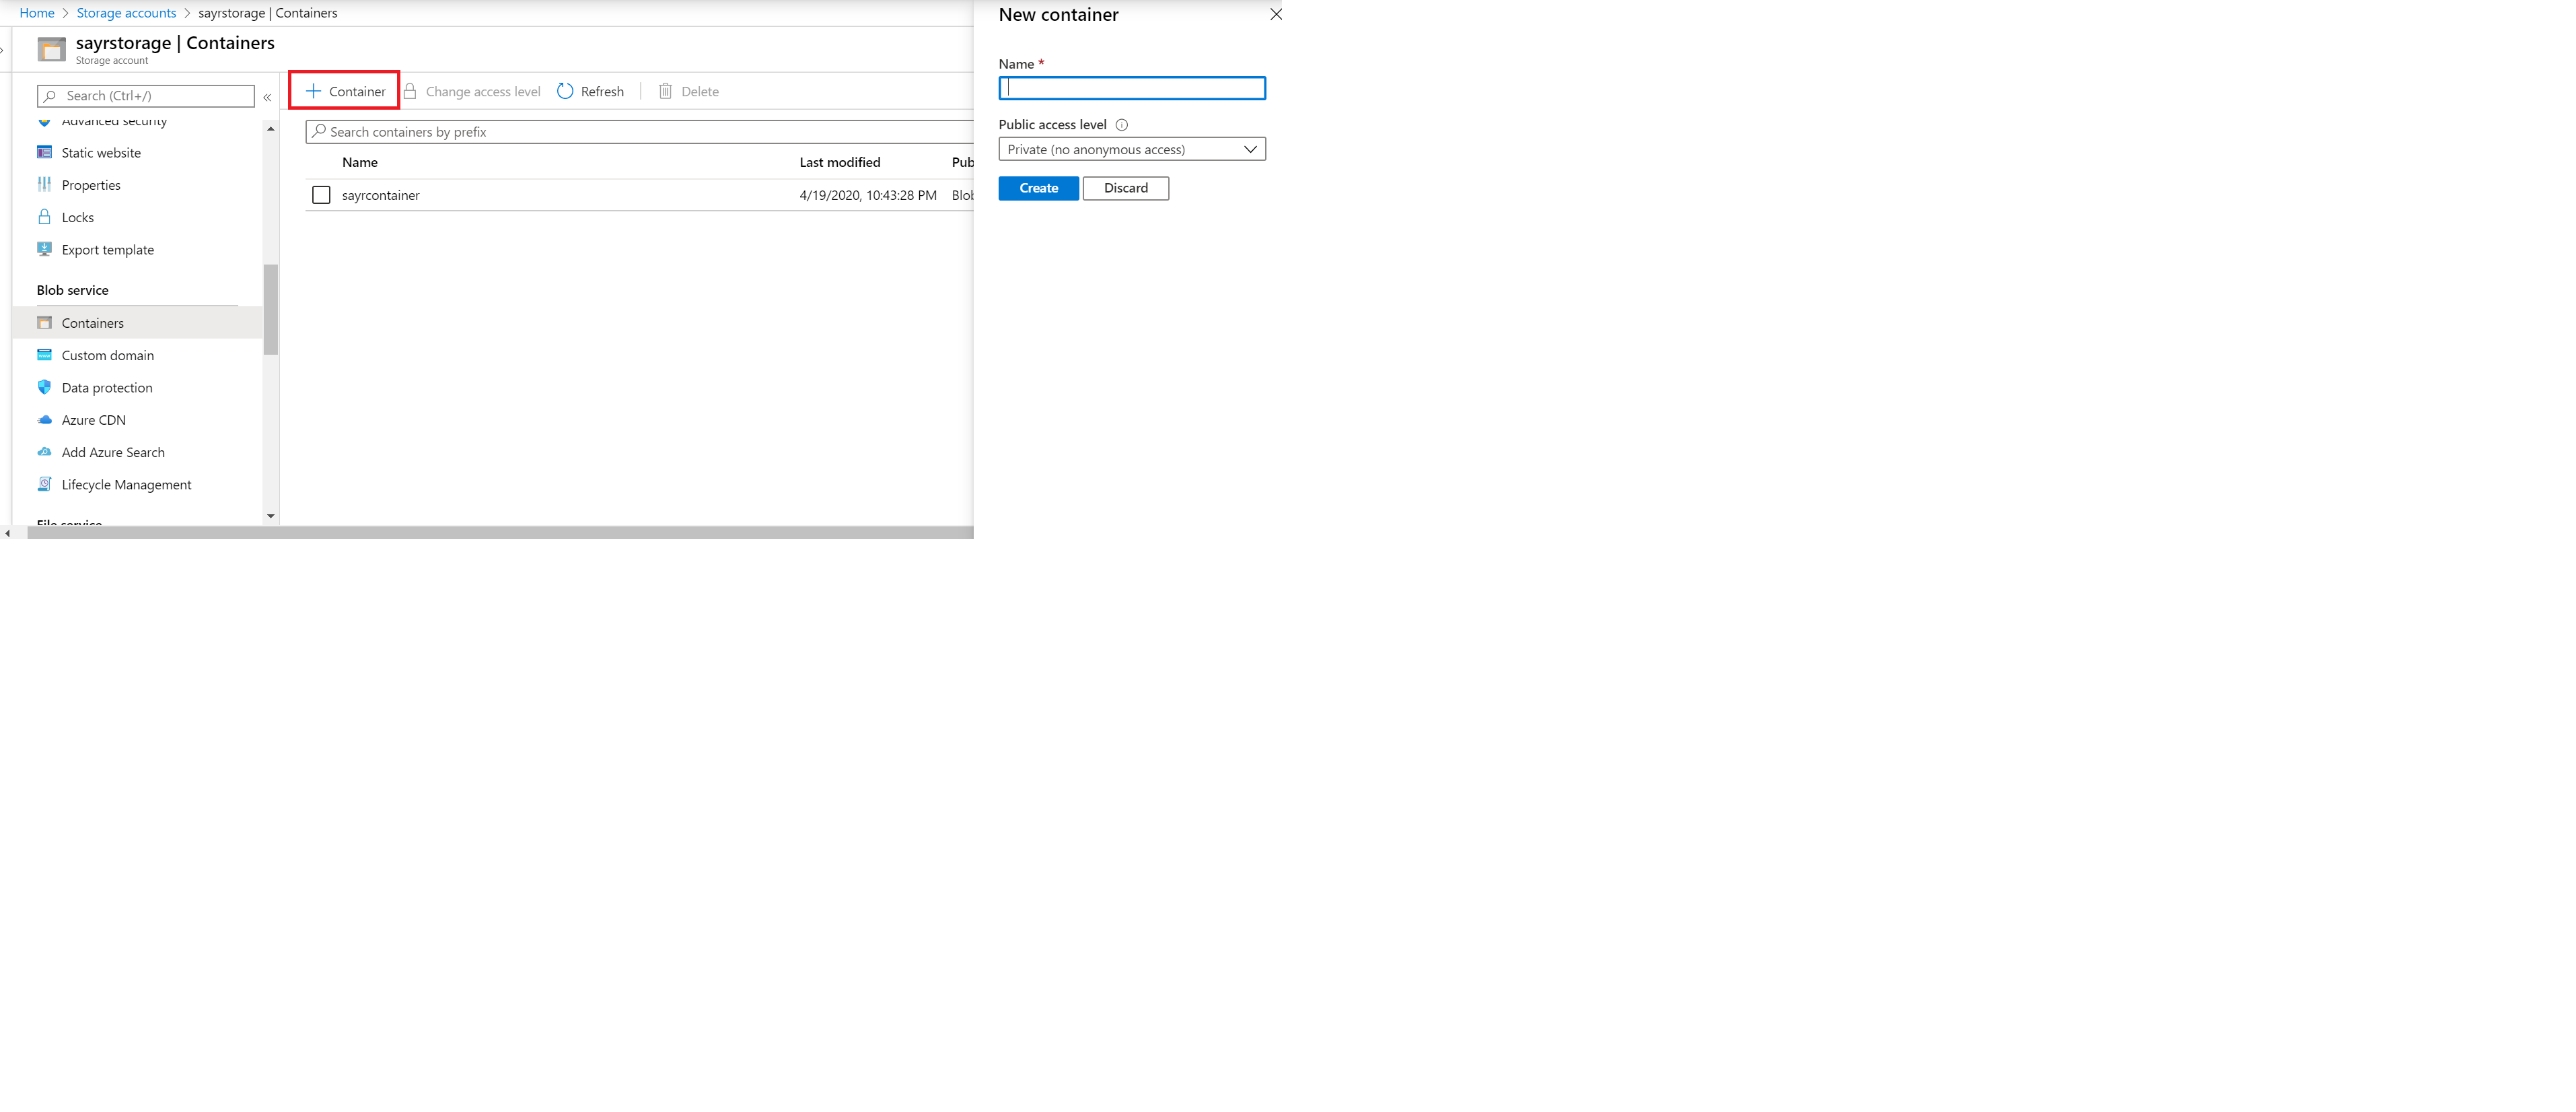 Home > Storage accounts > sayrstorage | Containers
sayrstorage | Containers
Storage account
Search (Ctrl+/)
«
Advanced security
Static website
Properties
Locks
Export template
Blob service
Containers
Custom domain
Data protection
Azure CDN
Add Azure Search
Lifecycle Management
File service
+ Container
Change access level
Refresh
Delete
Search containers by prefix
Name Last modified Pub
sayrcontainer 4/19/2020, 10:43:28 PM Blob
New container
Name *
Public access level
Private (no anonymous access)
Create Discard